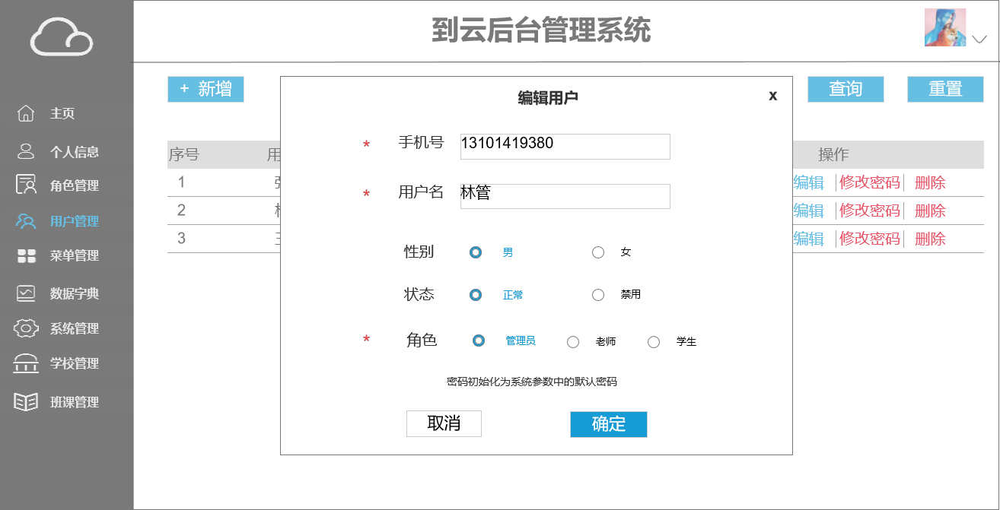 到云后台管理系统
主页
个人信息
角色管理
用户管理
菜单管理
数据字典
系统管理
学校管理
班课管理
+ 新增
查询
重置
序号 用 操作
1 编辑 修改密码 删除
2 编辑 修改密码 删除
3 编辑 修改密码 删除
编辑用户 x
* 手机号 13101419380
* 用户名 林管
性别 男 女
状态 正常 禁用
* 角色 管理员 老师 学生
密码初始化为系统参数中的默认密码
取消 确定